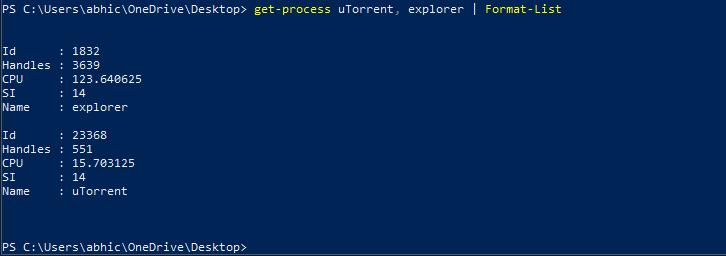 PS C:\Users\abhic\OneDrive\Desktop> get-process uTorrent, explorer | Format-List
Id      : 1832
Handles : 3639
CPU     : 123.640625
SI      : 14
Name    : explorer
Id      : 23368
Handles : 551
CPU     : 15.703125
SI      : 14
Name    : uTorrent
PS C:\Users\abhic\OneDrive\Desktop>